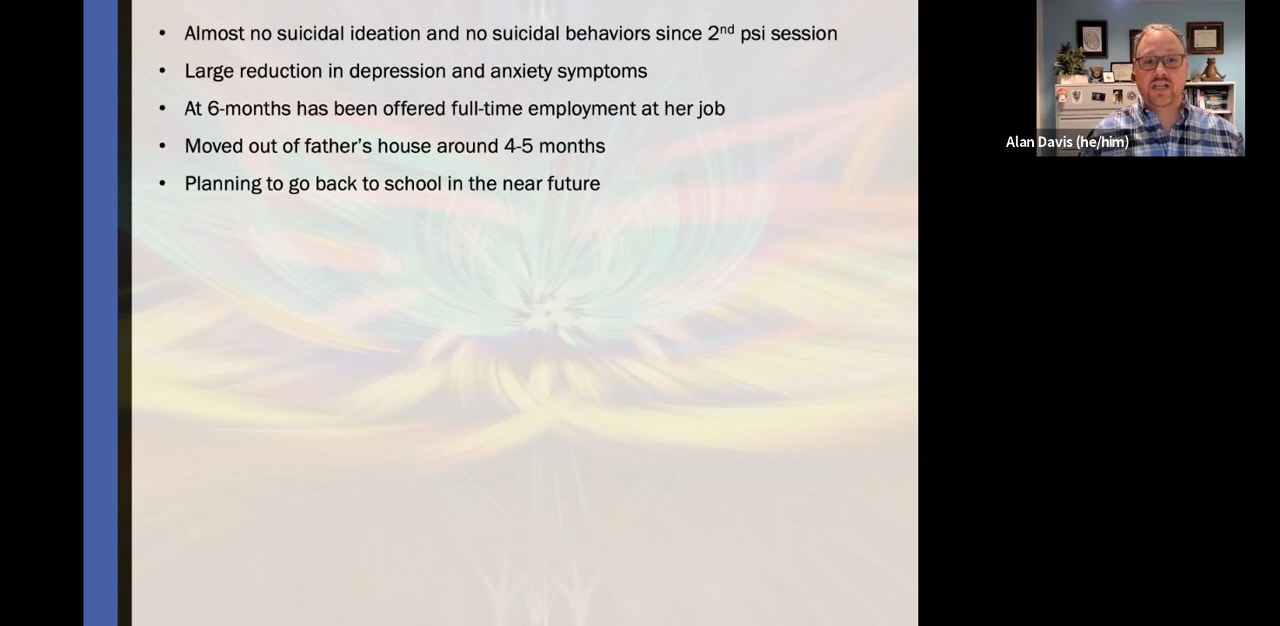 • Almost no suicidal ideation and no suicidal behaviors since 2nd psi session
• Large reduction in depression and anxiety symptoms
• At 6-months has been offered full-time employment at her job
• Moved out of father’s house around 4-5 months
• Planning to go back to school in the near future
Alan Davis (he/him)